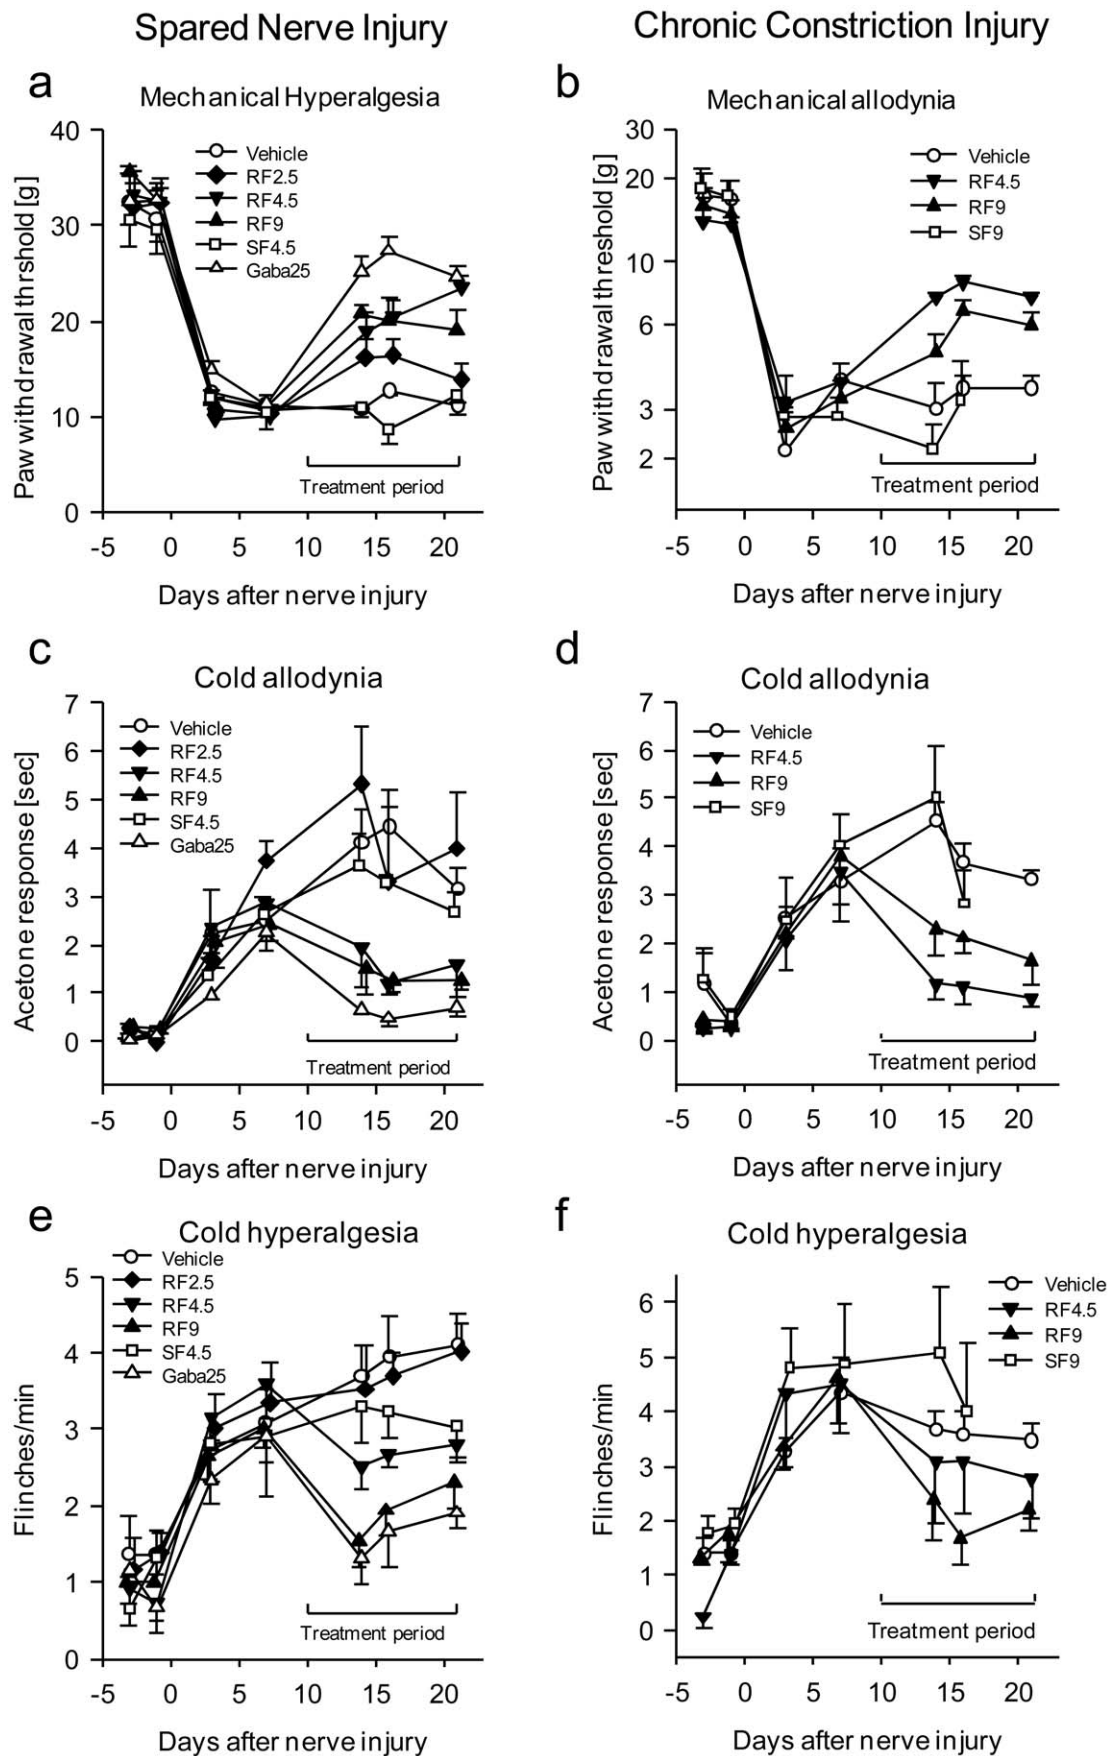 Spared Nerve Injury
Chronic Constriction Injury
a
Mechanical Hyperalgesia
40
30
20
10
0
Paw withdrawal thrshold [g]
Vehicle
RF2.5
RF4.5
RF9
SF4.5
Gaba25
Treatment period
-5 0 5 10 15 20
Days after nerve injury
b
Mechanical allodynia
30
20
10
6
3
2
Paw withdrawal threshold [g]
Vehicle
RF4.5
RF9
SF9
Treatment period
-5 0 5 10 15 20
Days after nerve injury
c
Cold allodynia
7
6
5
4
3
2
1
0
Acetone response [sec]
Vehicle
RF2.5
RF4.5
RF9
SF4.5
Gaba25
Treatment period
-5 0 5 10 15 20
Days after nerve injury
d
Cold allodynia
7
6
5
4
3
2
1
0
Acetone response [sec]
Vehicle
RF4.5
RF9
SF9
Treatment period
-5 0 5 10 15 20
Days after nerve injury
e
Cold hyperalgesia
Vehicle
RF2.5
RF4.5
RF9
SF4.5
Gaba25
5
4
3
2
1
0
Flinches/min
Treatment period
-5 0 5 10 15 20
Days after nerve injury
f
Cold hyperalgesia
Vehicle
RF4.5
RF9
SF9
6
5
4
3
2
1
0
Flinches/min
Treatment period
-5 0 5 10 15 20
Days after nerve injury